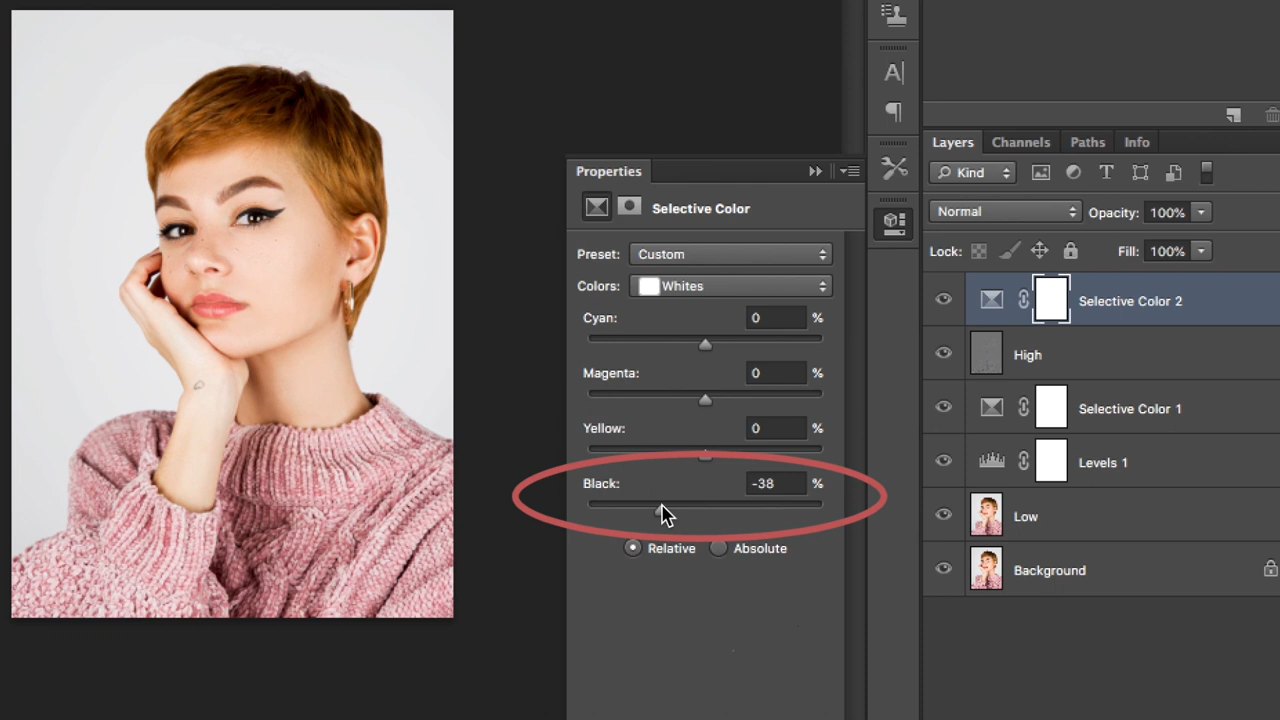 Properties
Selective Color
Preset: Custom
Colors: Whites
Cyan: 0 %
Magenta: 0 %
Yellow: 0 %
Black: -38 %
Relative Absolute
A
Layers Channels Paths Info
Kind T
Normal Opacity: 100%
Lock: Fill: 100%
Selective Color 2
High
Selective Color 1
Levels 1
Low
Background